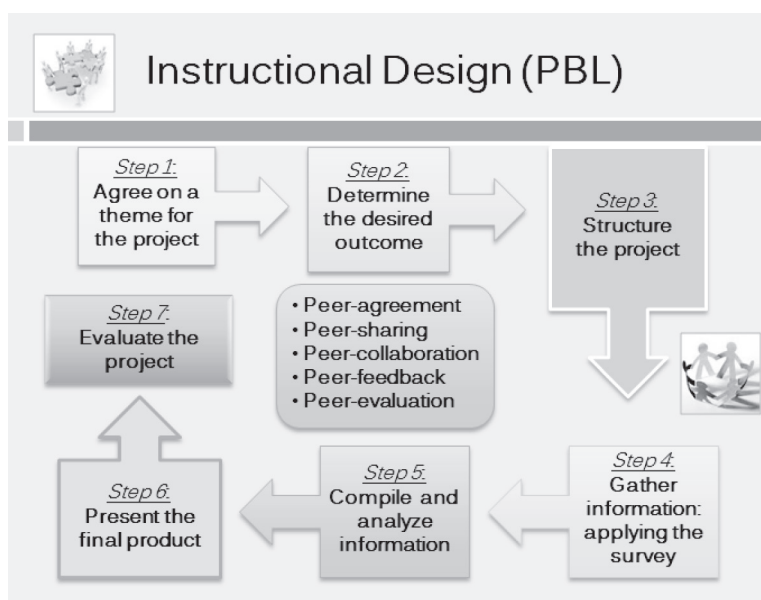 Instructional Design (PBL)
Step 1:
Agree on a
theme for
the project
Step 2:
Determine
the desired
outcome
Step 3:
Structure
the project
Step 7:
Evaluate the
project
• Peer-agreement
• Peer-sharing
• Peer-collaboration
• Peer-feedback
• Peer-evaluation
Step 6:
Present the
final product
Step 5:
Compile and
analyze
information
Step 4:
Gather
information:
applying the
survey